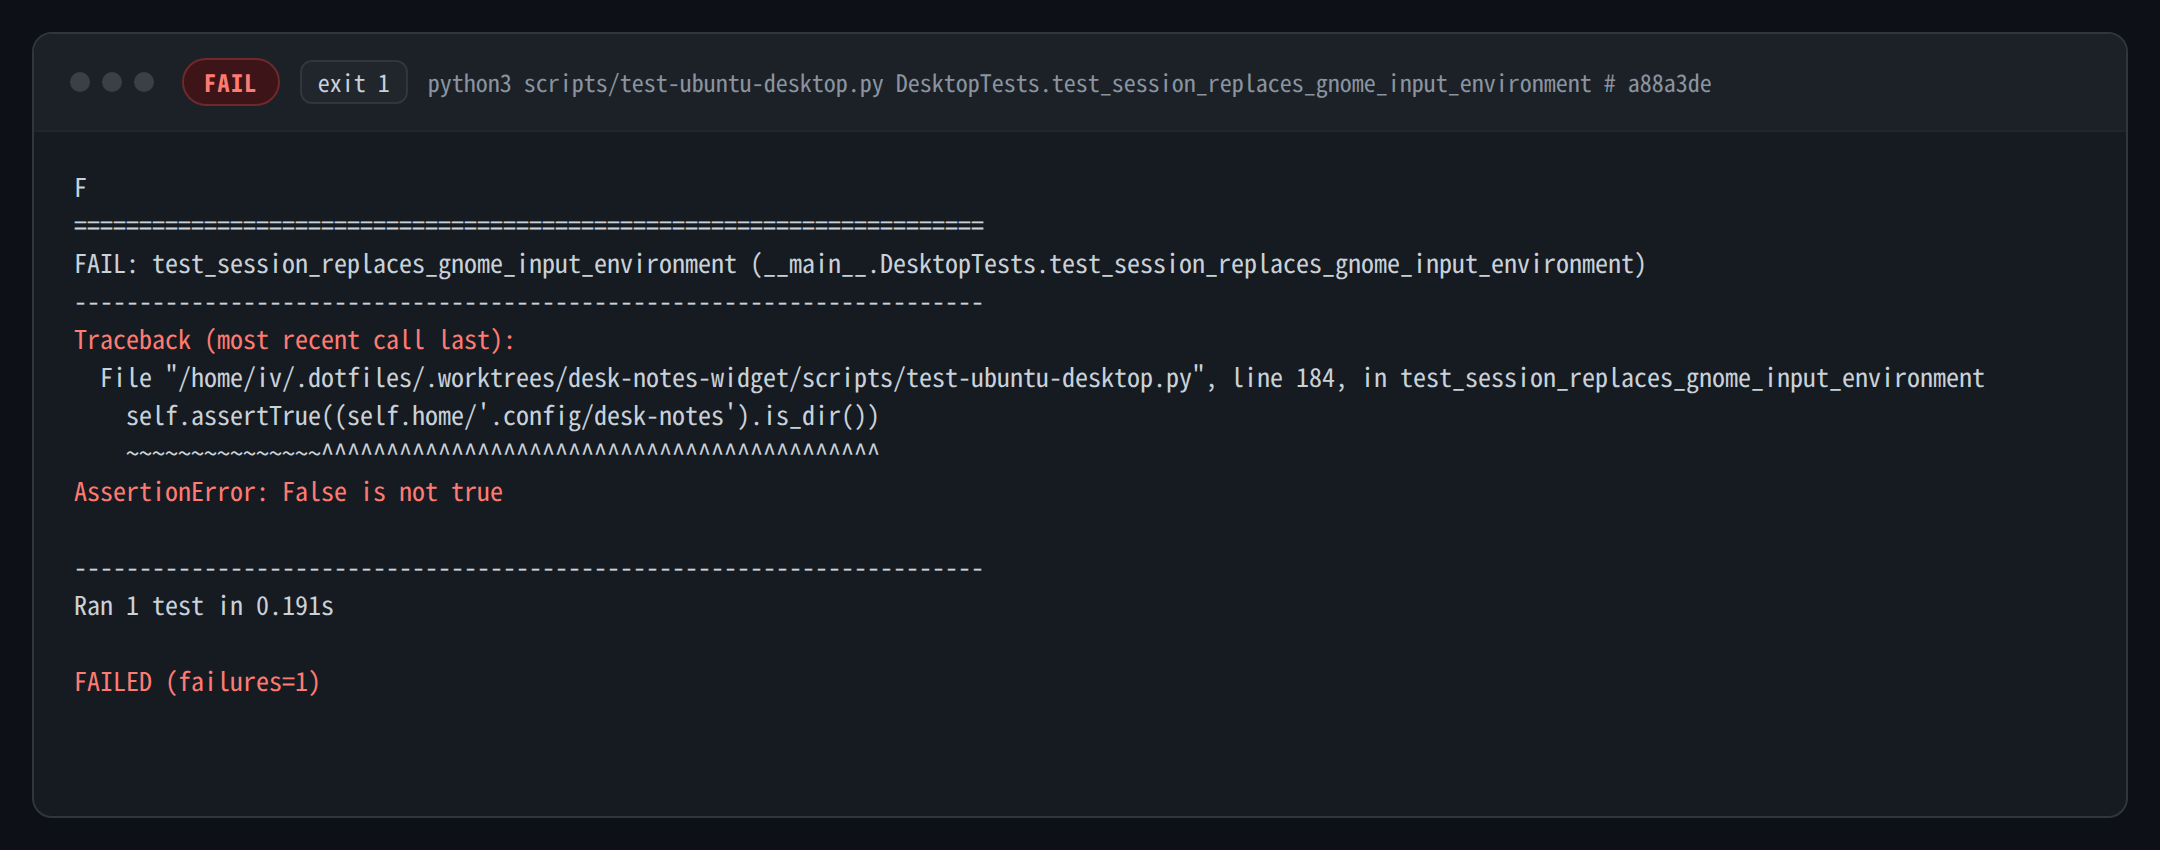 FAIL exit 1 python3 scripts/test-ubuntu-desktop.py DesktopTests.test_session_replaces_gnome_input_environment # a88a3de
F
======================================================================
FAIL: test_session_replaces_gnome_input_environment (__main__.DesktopTests.test_session_replaces_gnome_input_environment)
----------------------------------------------------------------------
Traceback (most recent call last):
  File "/home/iv/.dotfiles/.worktrees/desk-notes-widget/scripts/test-ubuntu-desktop.py", line 184, in test_session_replaces_gnome_input_environment
    self.assertTrue((self.home/'.config/desk-notes').is_dir())
    ~~~~~~~~~~~~~~~^^^^^^^^^^^^^^^^^^^^^^^^^^^^^^^^^^^^^^^^^^^
AssertionError: False is not true

----------------------------------------------------------------------
Ran 1 test in 0.191s

FAILED (failures=1)